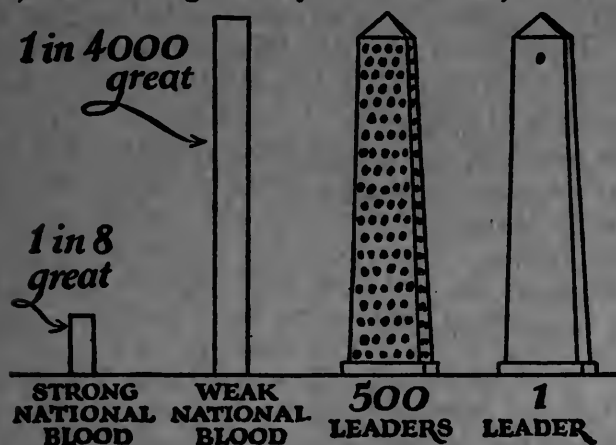 1 in 4000
great
1 in 8
great
STRONG
NATIONAL
BLOOD
WEAK
NATIONAL
BLOOD
500
LEADERS
1
LEADER